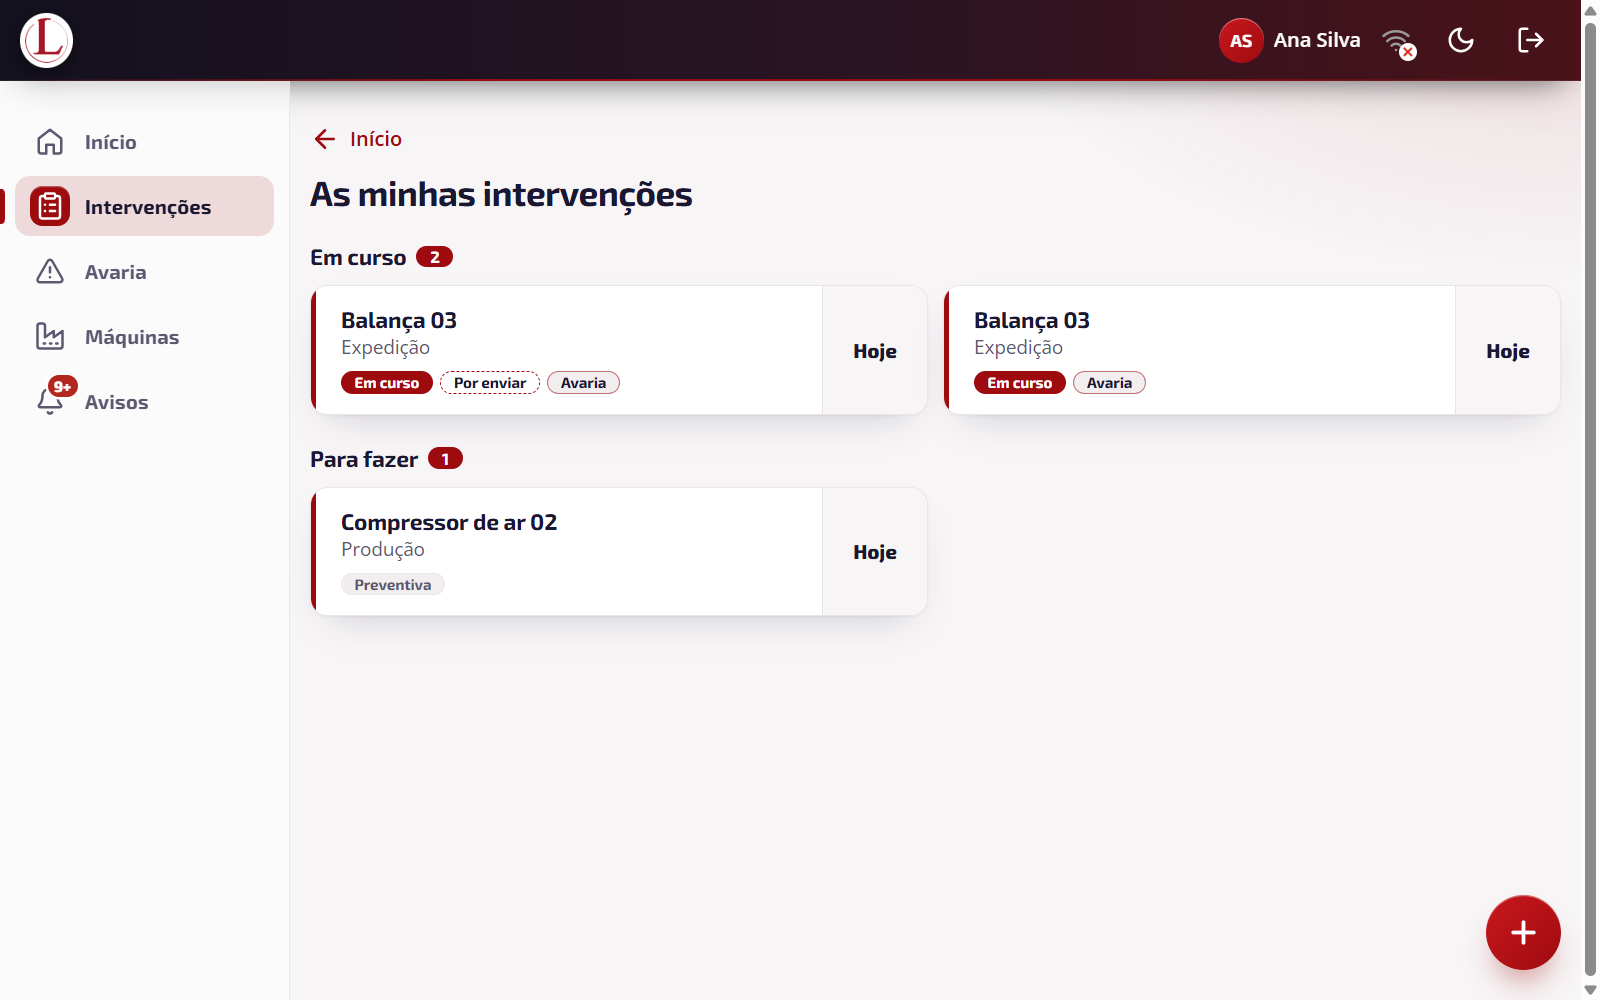 L
AS Ana Silva
Início
Intervenções
Avaria
Máquinas
9+
Avisos
Início
As minhas intervenções
Em curso 2
Balança 03
Expedição
Em curso Por enviar Avaria
Hoje
Balança 03
Expedição
Em curso Avaria
Hoje
Para fazer 1
Compressor de ar 02
Produção
Preventiva
Hoje